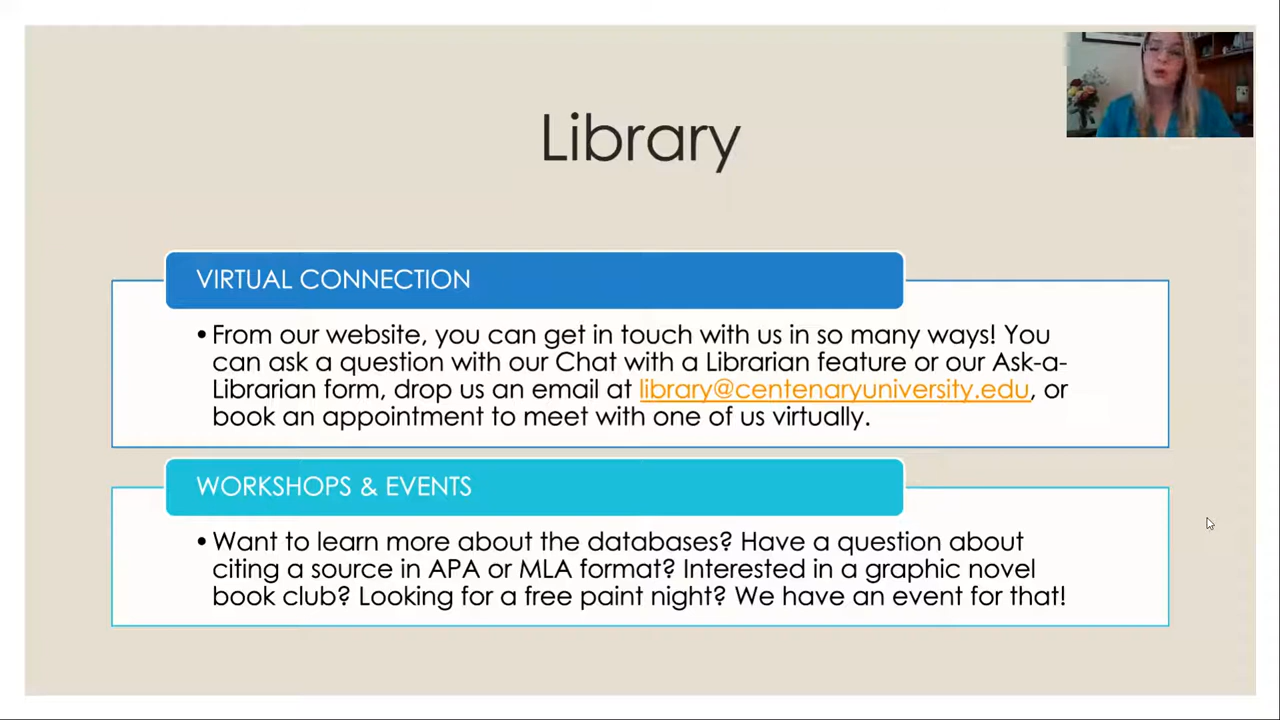 Library
VIRTUAL CONNECTION
• From our website, you can get in touch with us in so many ways! You
can ask a question with our Chat with a Librarian feature or our Ask-a-
Librarian form, drop us an email at library@centenaryuniversity.edu, or
book an appointment to meet with one of us virtually.
WORKSHOPS & EVENTS
• Want to learn more about the databases? Have a question about
citing a source in APA or MLA format? Interested in a graphic novel
book club? Looking for a free paint night? We have an event for that!